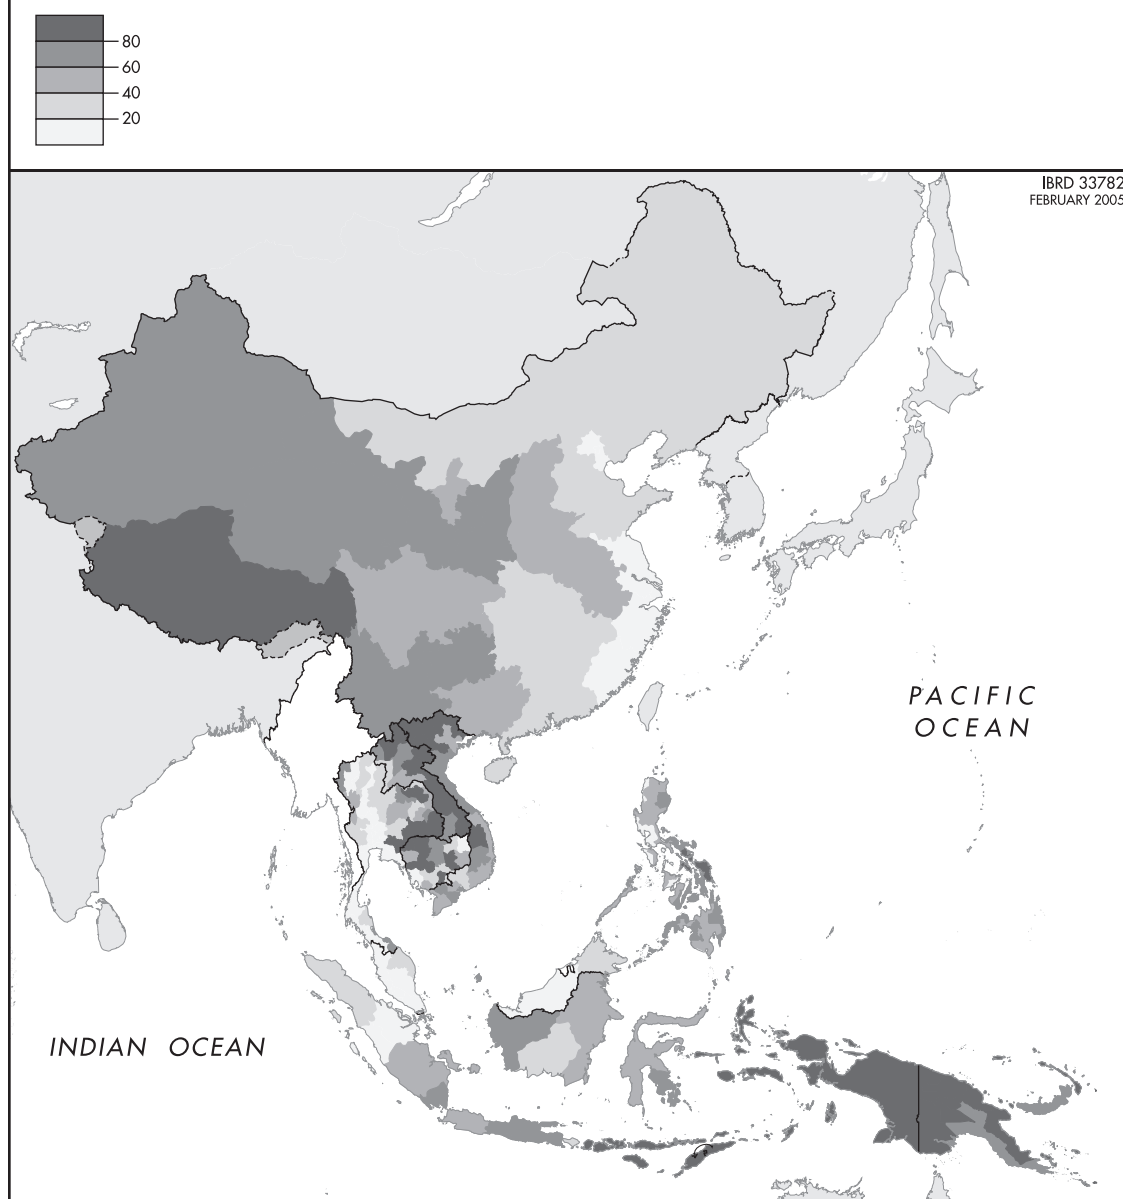 80
60
40
20
IBRD 33782
FEBRUARY 2005
PACIFIC
OCEAN
INDIAN OCEAN